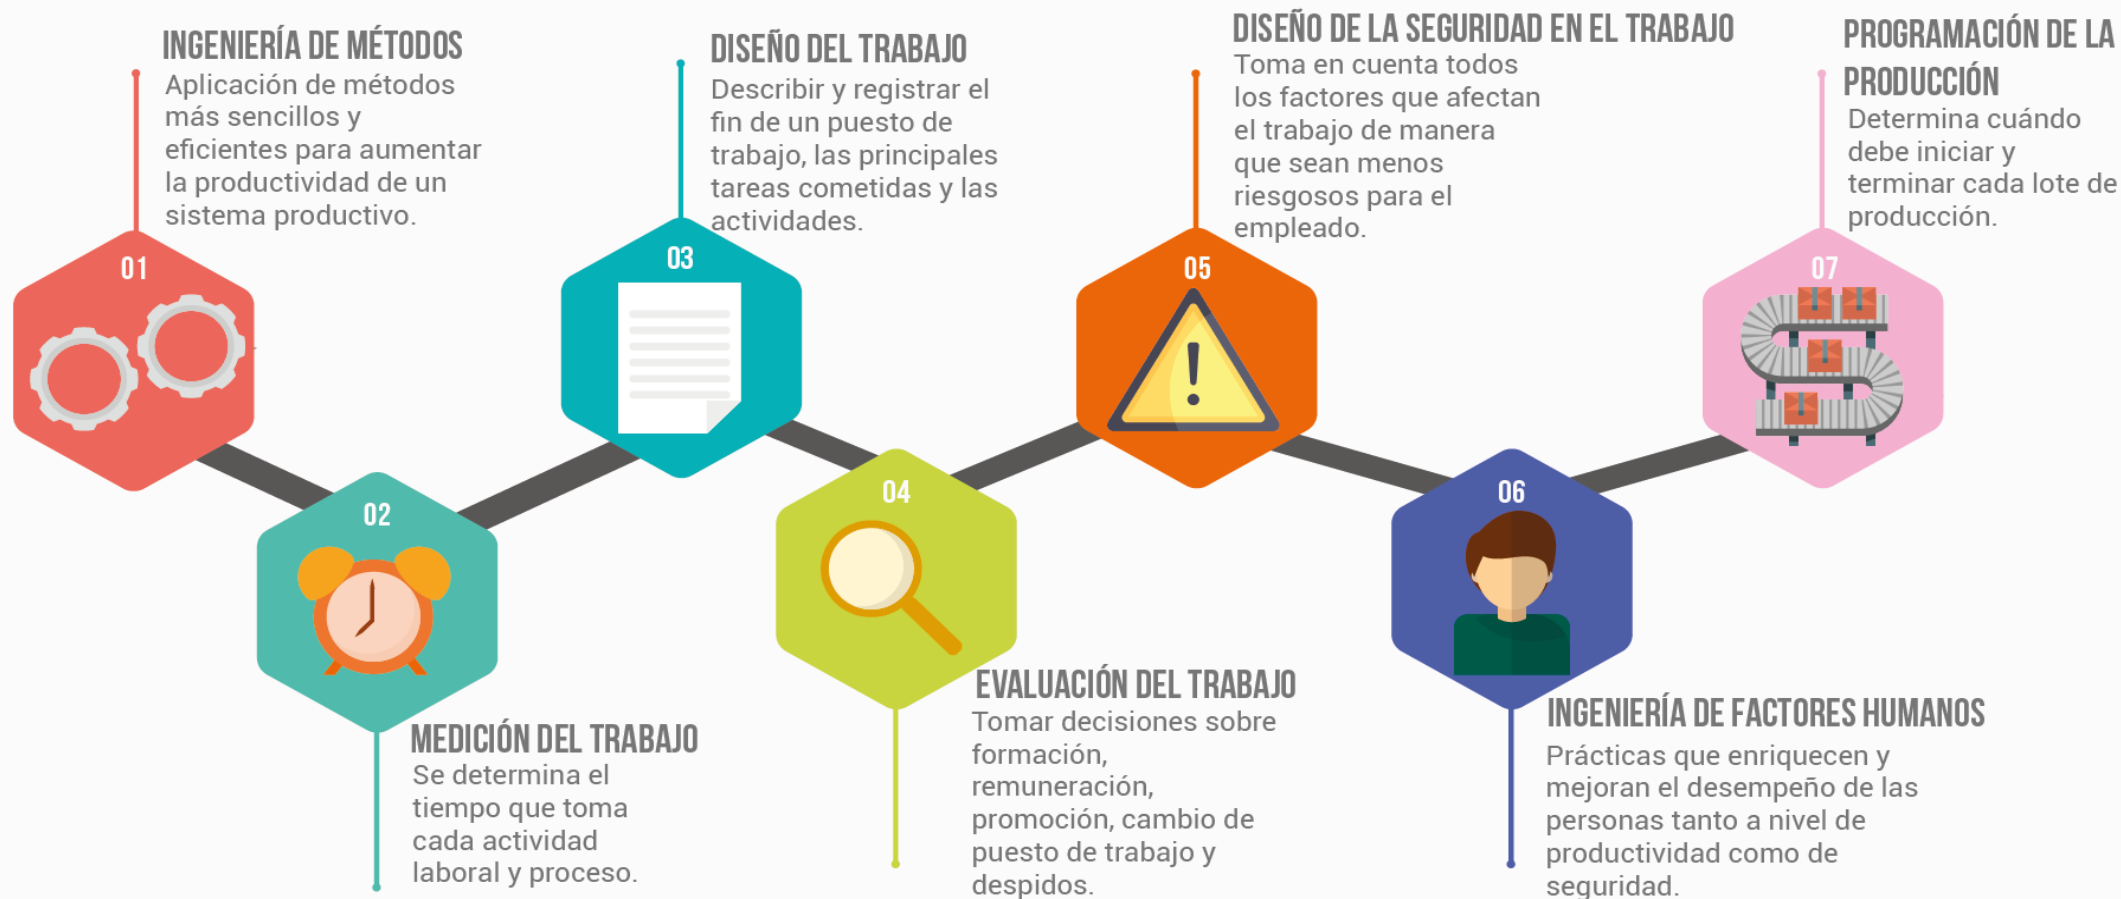 INGENIERÍA DE MÉTODOS
Aplicación de métodos
más sencillos y
eficientes para aumentar
la productividad de un
sistema productivo.
01
02
MEDICIÓN DEL TRABAJO
Se determina el
tiempo que toma
cada actividad
laboral y proceso.
DISEÑO DEL TRABAJO
Describir y registrar el
fin de un puesto de
trabajo, las principales
tareas cometidas y las
actividades.
03
04
EVALUACIÓN DEL TRABAJO
Tomar decisiones sobre
formación,
remuneración,
promoción, cambio de
puesto de trabajo y
despidos.
DISEÑO DE LA SEGURIDAD EN EL TRABAJO
Toma en cuenta todos
los factores que afectan
el trabajo de manera
que sean menos
riesgosos para el
empleado.
05
06
INGENIERÍA DE FACTORES HUMANOS
Prácticas que enriquecen y
mejoran el desempeño de las
personas tanto a nivel de
productividad como de
seguridad.
PROGRAMACIÓN DE LA
PRODUCCIÓN
Determina cuándo
debe iniciar y
terminar cada lote de
producción.
07